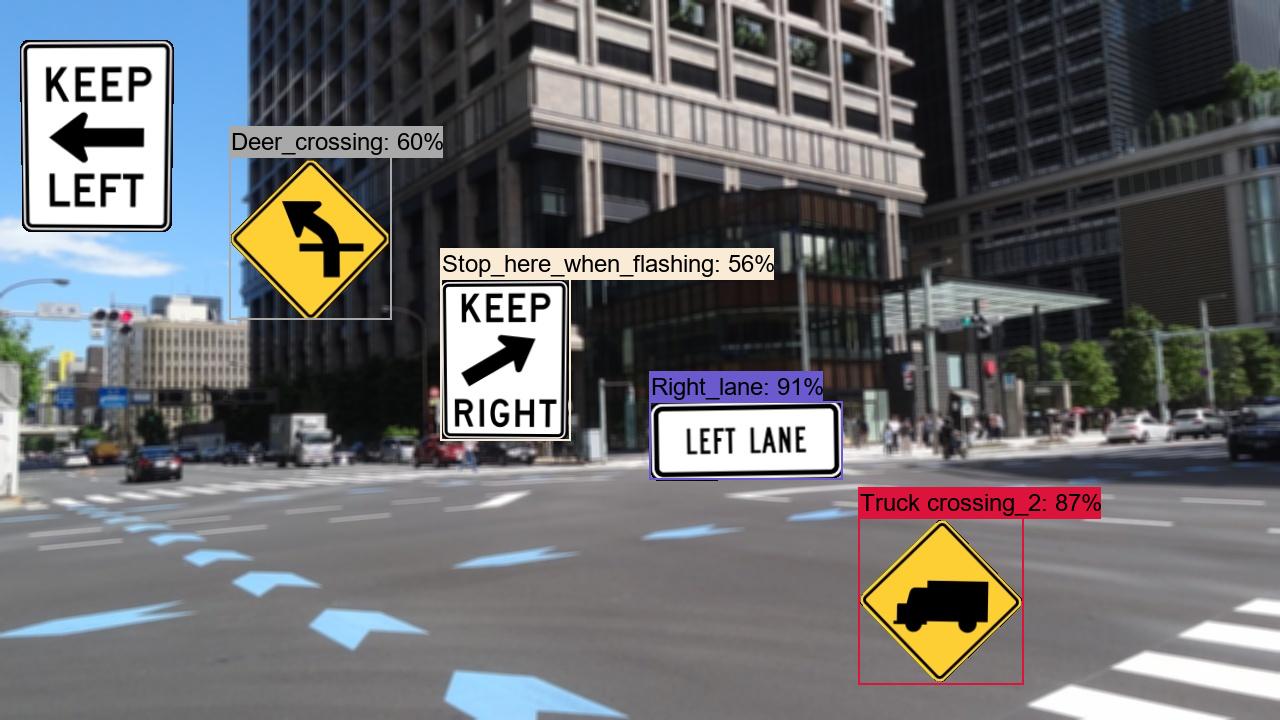 KEEP
LEFT
Deer_crossing: 60%
Stop_here_when_flashing: 56%
KEEP
RIGHT
Right_lane: 91%
LEFT LANE
Truck crossing_2: 87%